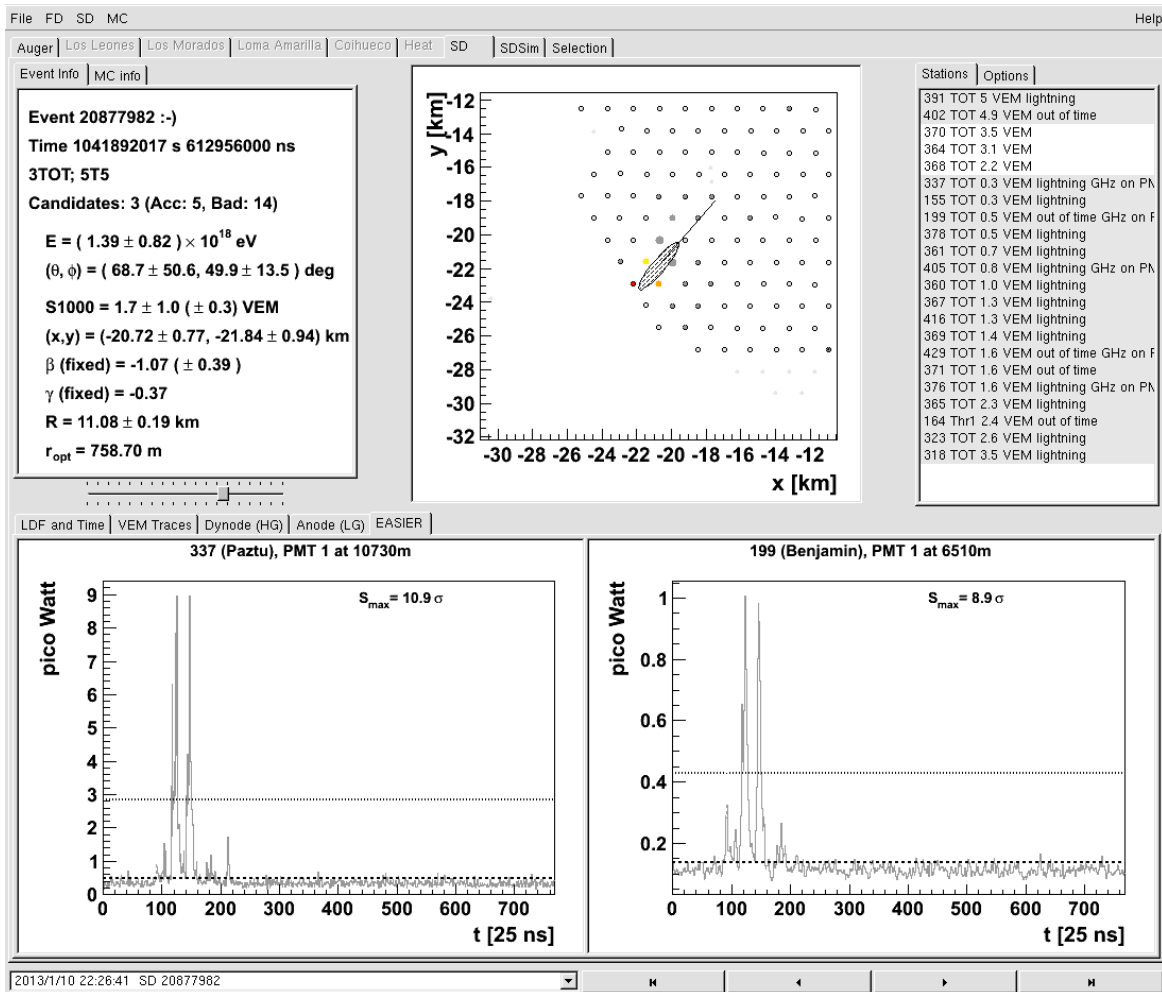 File FD SD MC Help
Auger Los Leones Los Morados Loma Amarilla Coihueco Heat SD SDSim Selection
Event Info MC info
Event 20877982 :-)
Time 1041892017 s 612956000 ns
3TOT; 5T5
Candidates: 3 (Acc: 5, Bad: 14)
E = ( 1.39 ± 0.82 ) × 10^18 eV
(θ, φ) = ( 68.7 ± 50.6, 49.9 ± 13.5 ) deg
S1000 = 1.7 ± 1.0 ( ± 0.3) VEM
(x,y) = (-20.72 ± 0.77, -21.84 ± 0.94) km
β (fixed) = -1.07 ( ± 0.39 )
γ (fixed) = -0.37
R = 11.08 ± 0.19 km
r_opt = 758.70 m
y [km]
-12
-14
-16
-18
-20
-22
-24
-26
-28
-30
-32
-30 -28 -26 -24 -22 -20 -18 -16 -14 -12
x [km]
Stations Options
391 TOT 5 VEM lightning
402 TOT 4.9 VEM out of time
370 TOT 3.5 VEM
364 TOT 3.1 VEM
368 TOT 2.2 VEM
337 TOT 0.3 VEM lightning GHz on PM
155 TOT 0.3 VEM lightning
199 TOT 0.5 VEM out of time GHz on P
378 TOT 0.5 VEM lightning
361 TOT 0.7 VEM lightning
405 TOT 0.8 VEM lightning GHz on PM
360 TOT 1.0 VEM lightning
367 TOT 1.3 VEM lightning
416 TOT 1.3 VEM lightning
369 TOT 1.4 VEM lightning
429 TOT 1.6 VEM out of time GHz on P
371 TOT 1.6 VEM out of time
376 TOT 1.6 VEM lightning GHz on PM
365 TOT 2.3 VEM lightning
164 Thr1 2.4 VEM out of time
323 TOT 2.6 VEM lightning
318 TOT 3.5 VEM lightning
LDF and Time VEM Traces Dynode (HG) Anode (LG) EASIER
337 (Paztu), PMT 1 at 10730m
S_max = 10.9 σ
pico Watt
9
8
7
6
5
4
3
2
1
0
0 100 200 300 400 500 600 700
t [25 ns]
199 (Benjamin), PMT 1 at 6510m
S_max = 8.9 σ
pico Watt
1
0.8
0.6
0.4
0.2
0 100 200 300 400 500 600 700
t [25 ns]
2013/1/10 22:26:41 SD 20877982